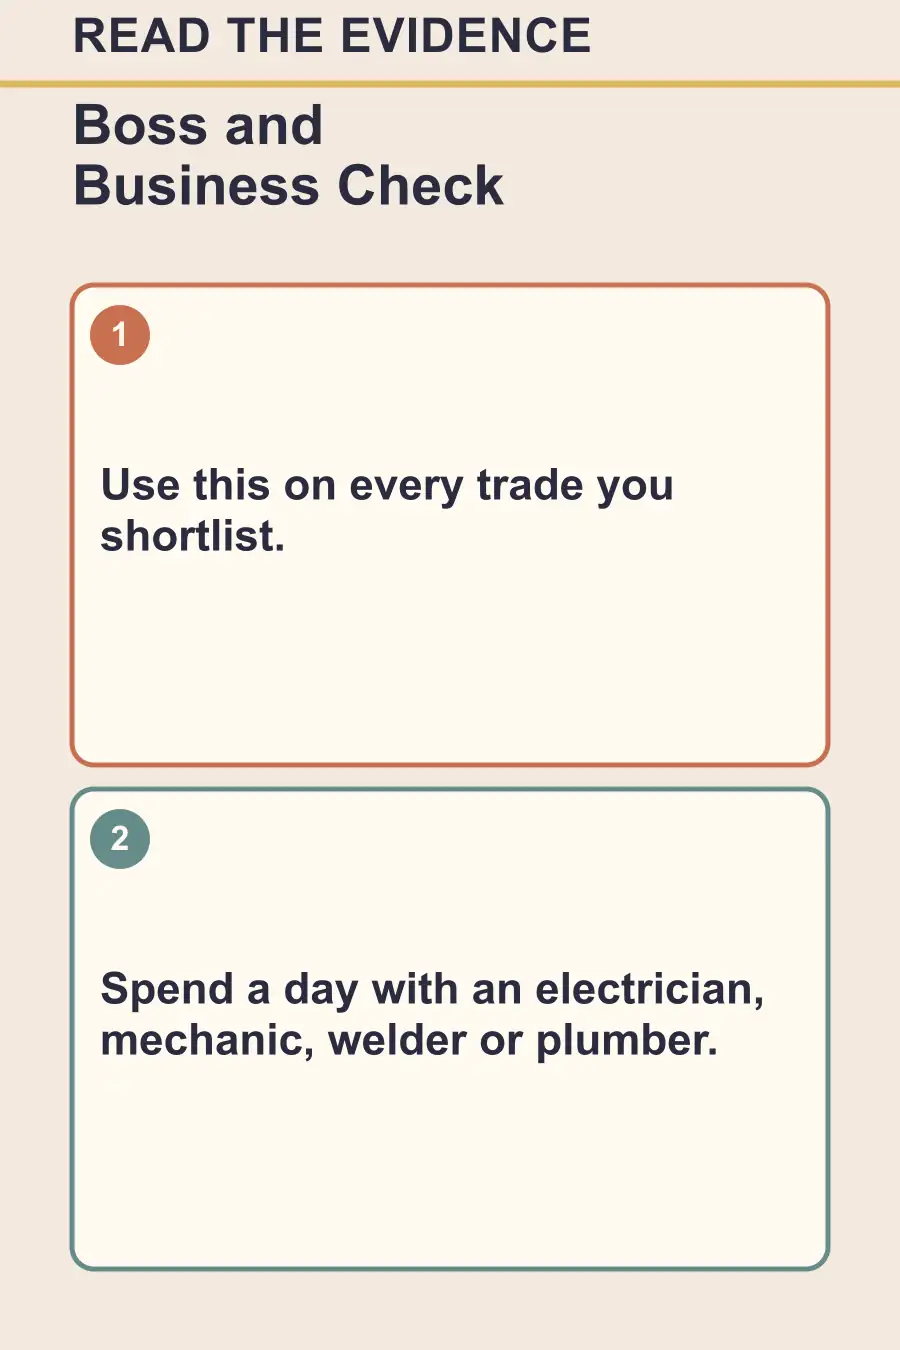 READ THE EVIDENCE
Boss and
Business Check
1
Use this on every trade you
shortlist.
2
Spend a day with an electrician,
mechanic, welder or plumber.